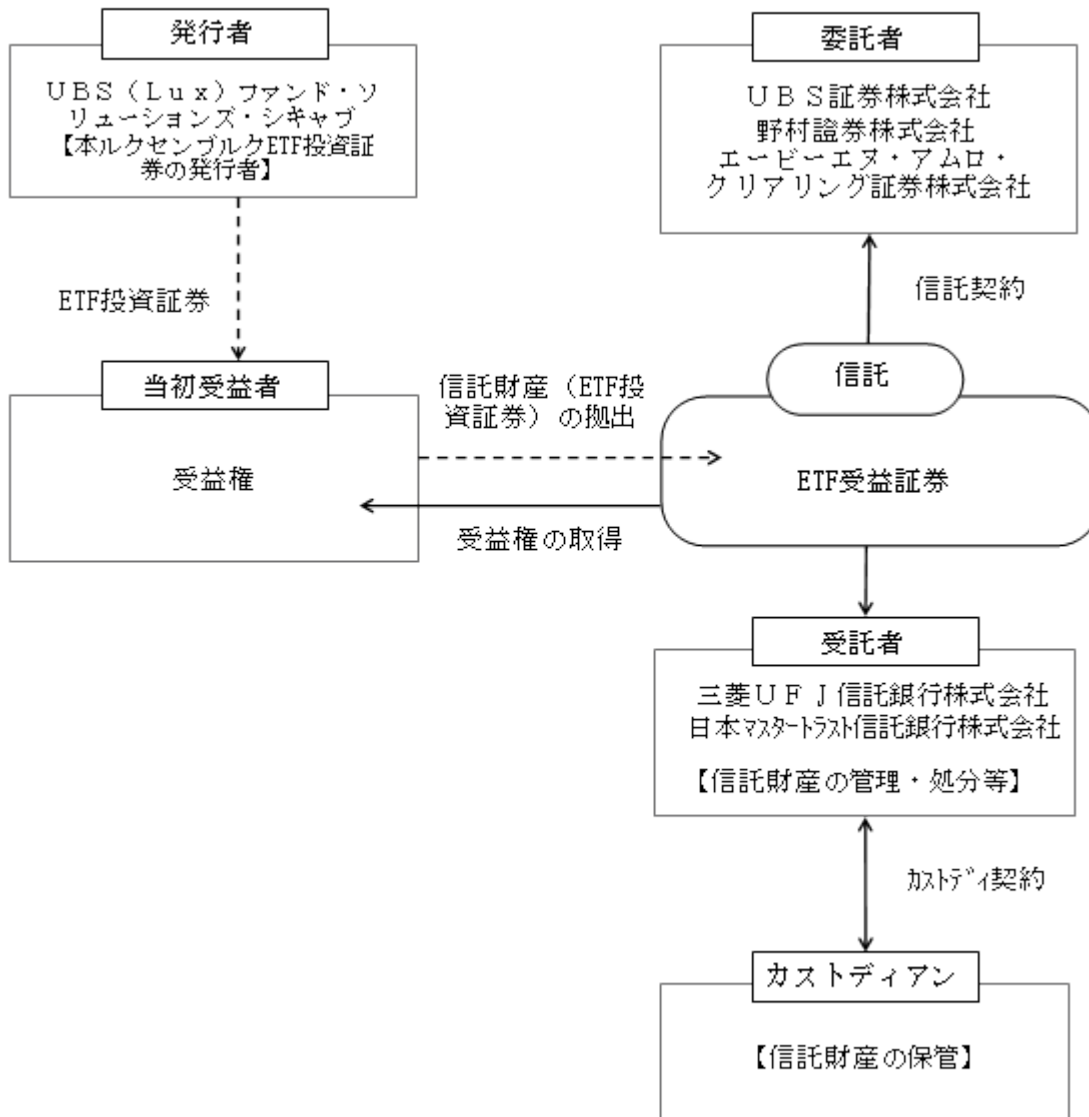 発行者
UBS（Lux）ファンド・ソ
リューションズ・シキャブ
【本ルクセンブルクETF投資証
券の発行者】
委託者
UBS証券株式会社
野村證券株式会社
エービーエヌ・アムロ・
クリアリング証券株式会社
ETF投資証券
信託契約
当初受益者
受益権
信託財産（ETF投
資証券）の拠出
受益権の取得
信託
ETF受益証券
受託者
三菱UFJ信託銀行株式会社
日本ﾏｽﾀｰﾄﾗｽﾄ信託銀行株式会社
【信託財産の管理・処分等】
ｶｽﾄﾃﾞｨ契約
カストディアン
【信託財産の保管】